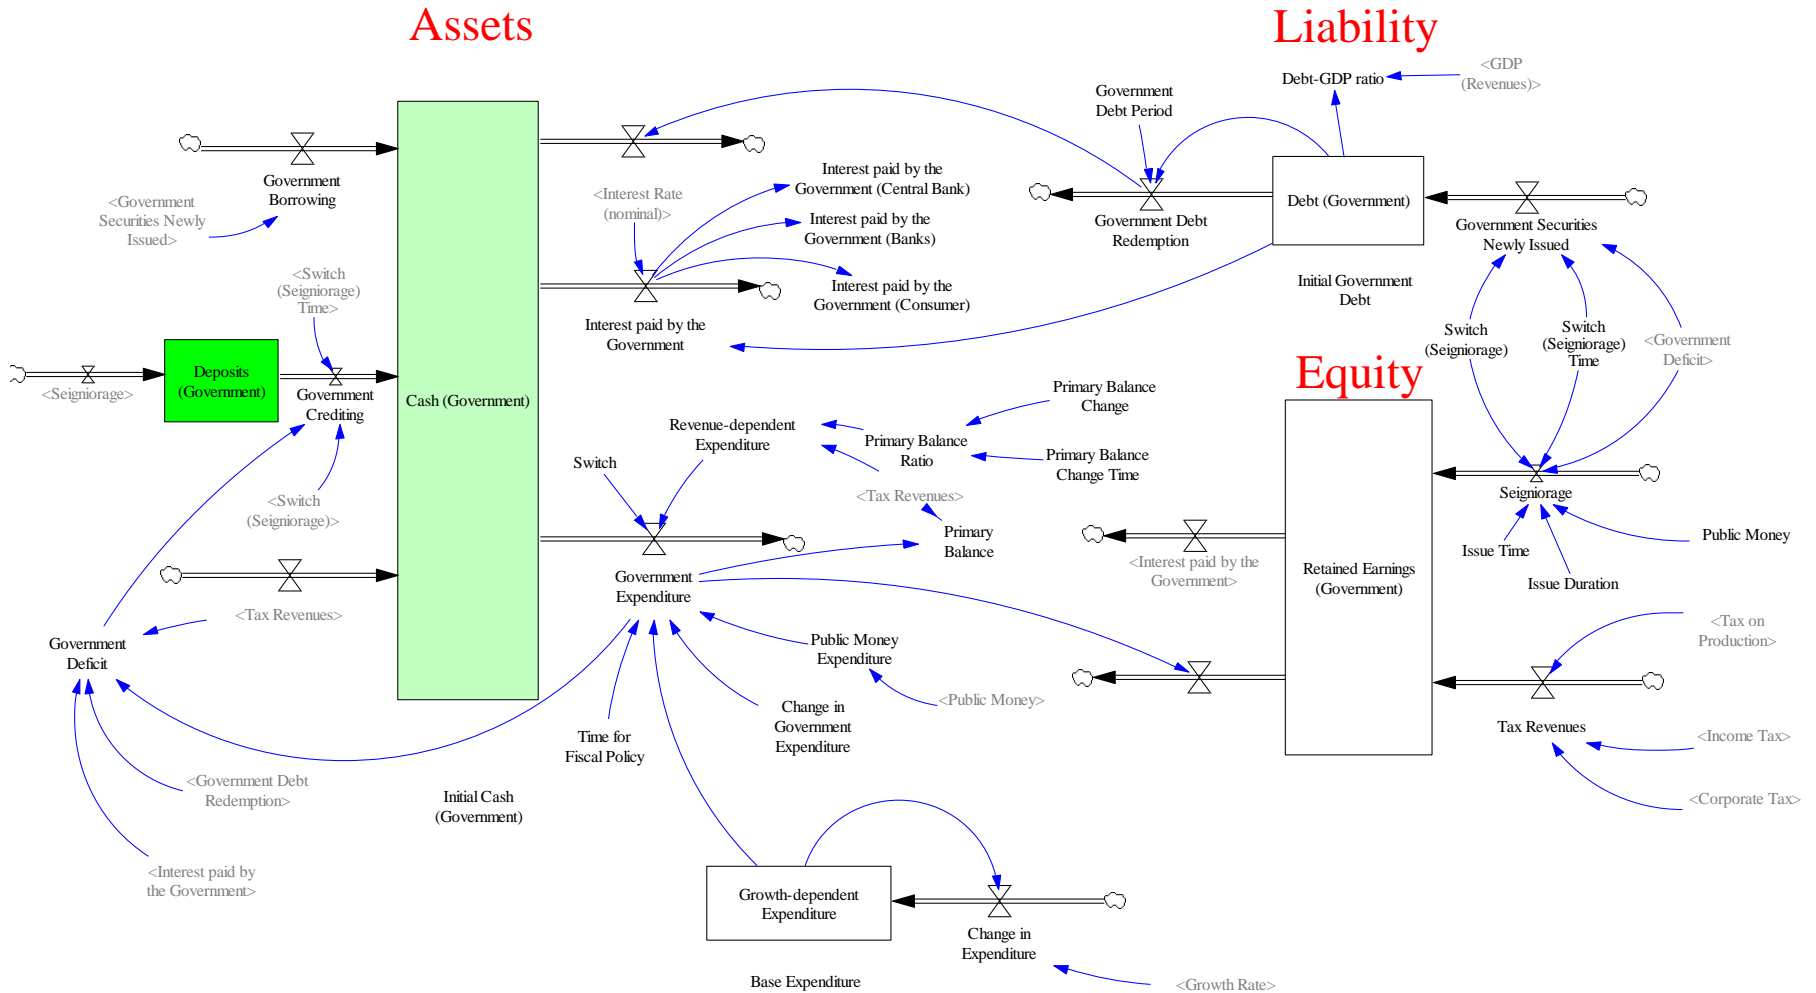 Assets
Liability
Debt-GDP ratio
<GDP
(Revenues)>
Government
Debt Period
Government
Borrowing
<Government
Securities Newly
Issued>
<Interest Rate
(nominal)>
Interest paid by the
Government (Central Bank)
Interest paid by the
Government (Banks)
Interest paid by the
Government (Consumer)
Interest paid by the
Government
Government Debt
Redemption
Debt (Government)
Government Securities
Newly Issued
Initial Government
Debt
<Switch
(Seigniorage)
Time>
Switch
(Seigniorage)
Switch
(Seigniorage)
Time
<Government
Deficit>
<Seigniorage>
Deposits
(Government)
Government
Crediting
Cash (Government)
Equity
Revenue-dependent
Expenditure
Primary Balance
Ratio
Primary Balance
Change
Primary Balance
Change Time
Switch
<Tax Revenues>
Primary
Balance
<Switch
(Seigniorage)>
Seigniorage
Issue Time
Issue Duration
Public Money
<Interest paid by the
Government>
Retained Earnings
(Government)
Government
Expenditure
<Tax Revenues>
Government
Deficit
Public Money
Expenditure
<Public Money>
Change in
Government
Expenditure
Time for
Fiscal Policy
<Tax on
Production>
Tax Revenues
<Income Tax>
<Corporate Tax>
<Government Debt
Redemption>
Initial Cash
(Government)
<Interest paid by
the Government>
Growth-dependent
Expenditure
Change in
Expenditure
Base Expenditure
<Growth Rate>